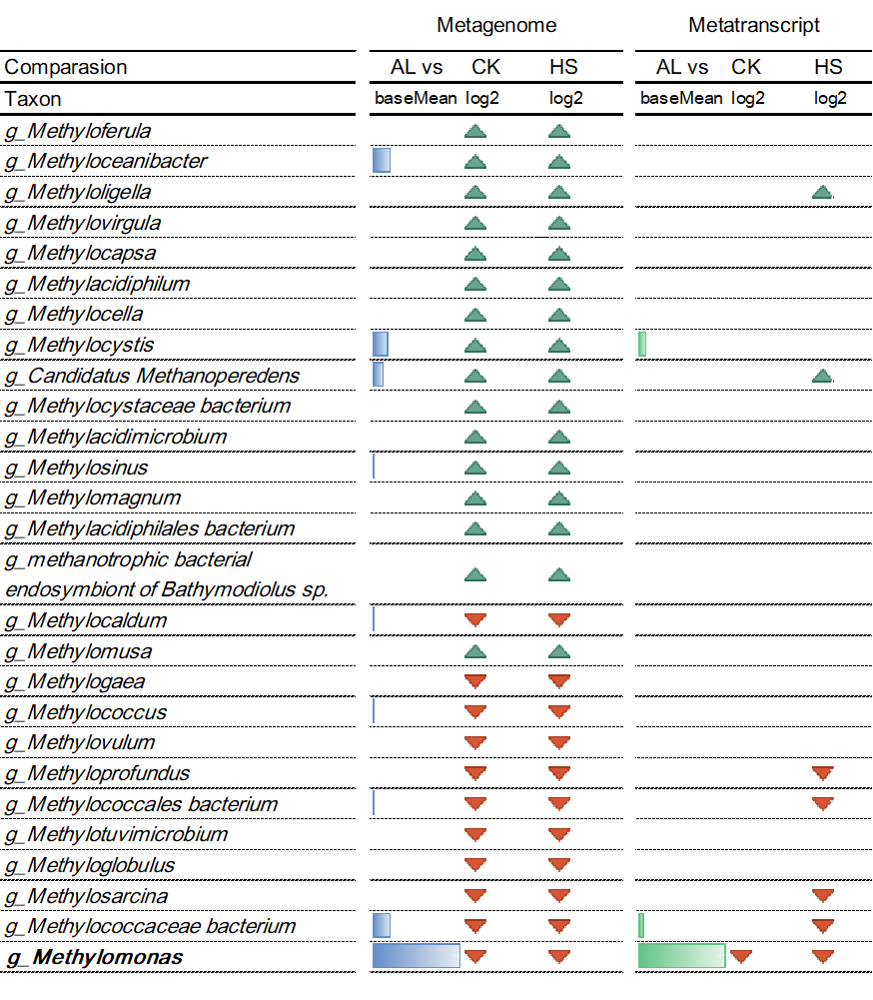 Metagenome Metatranscript
Comparasion AL vs CK HS AL vs CK HS
Taxon baseMean log2 log2 baseMean log2 log2
g_Methyloferula
g_Methyloceanibacter
g_Methyloligella
g_Methylovirgula
g_Methylocapsa
g_Methylacidiphilum
g_Methylocella
g_Methylocystis
g_Candidatus Methanoperedens
g_Methylocystaceae bacterium
g_Methylacidimicrobium
g_Methylosinus
g_Methylomagnum
g_Methylacidiphilales bacterium
g_methanotrophic bacterial
endosymbiont of Bathymodiolus sp.
g_Methylocaldum
g_Methylomusa
g_Methylogaea
g_Methylococcus
g_Methylovulum
g_Methyloprofundus
g_Methylococcales bacterium
g_Methylotuvimicrobium
g_Methyloglobulus
g_Methylosarcina
g_Methylococcaceae bacterium
g_Methylomonas